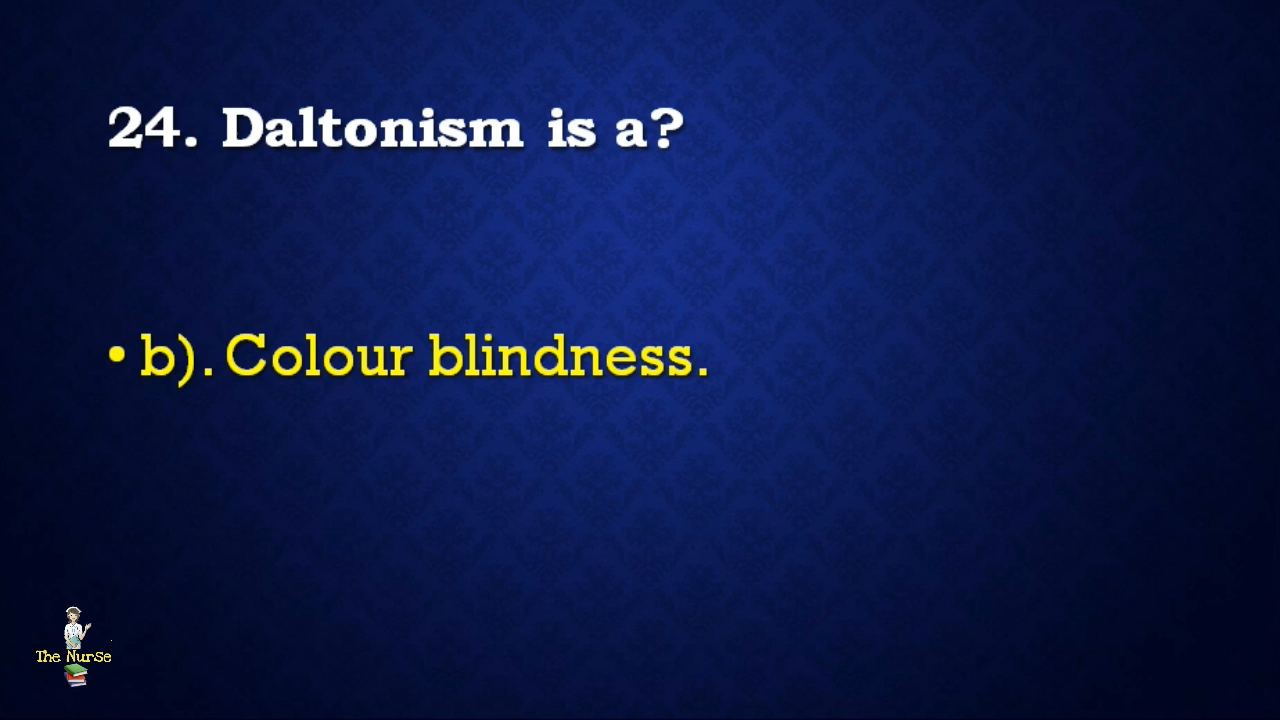 24. Daltonism is a?
• b). Colour blindness.
The Nurse